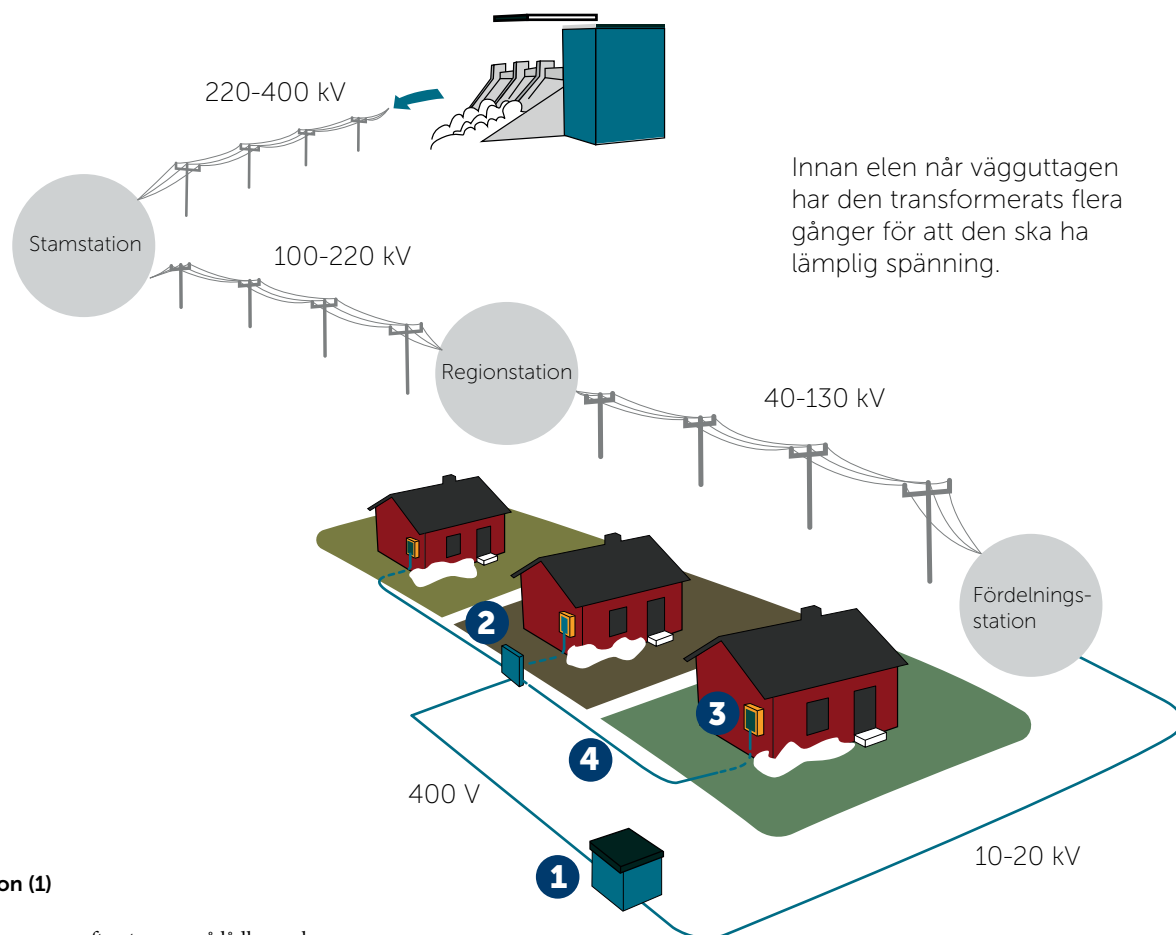 220-400 kV
Innan elen når vägguttagen
har den transformerats flera
gånger för att den ska ha
lämplig spänning.
Stamstation
100-220 kV
Regionstation
40-130 kV
Fördelnings-
station
2
3
4
400 V
1
10-20 kV
on (1)